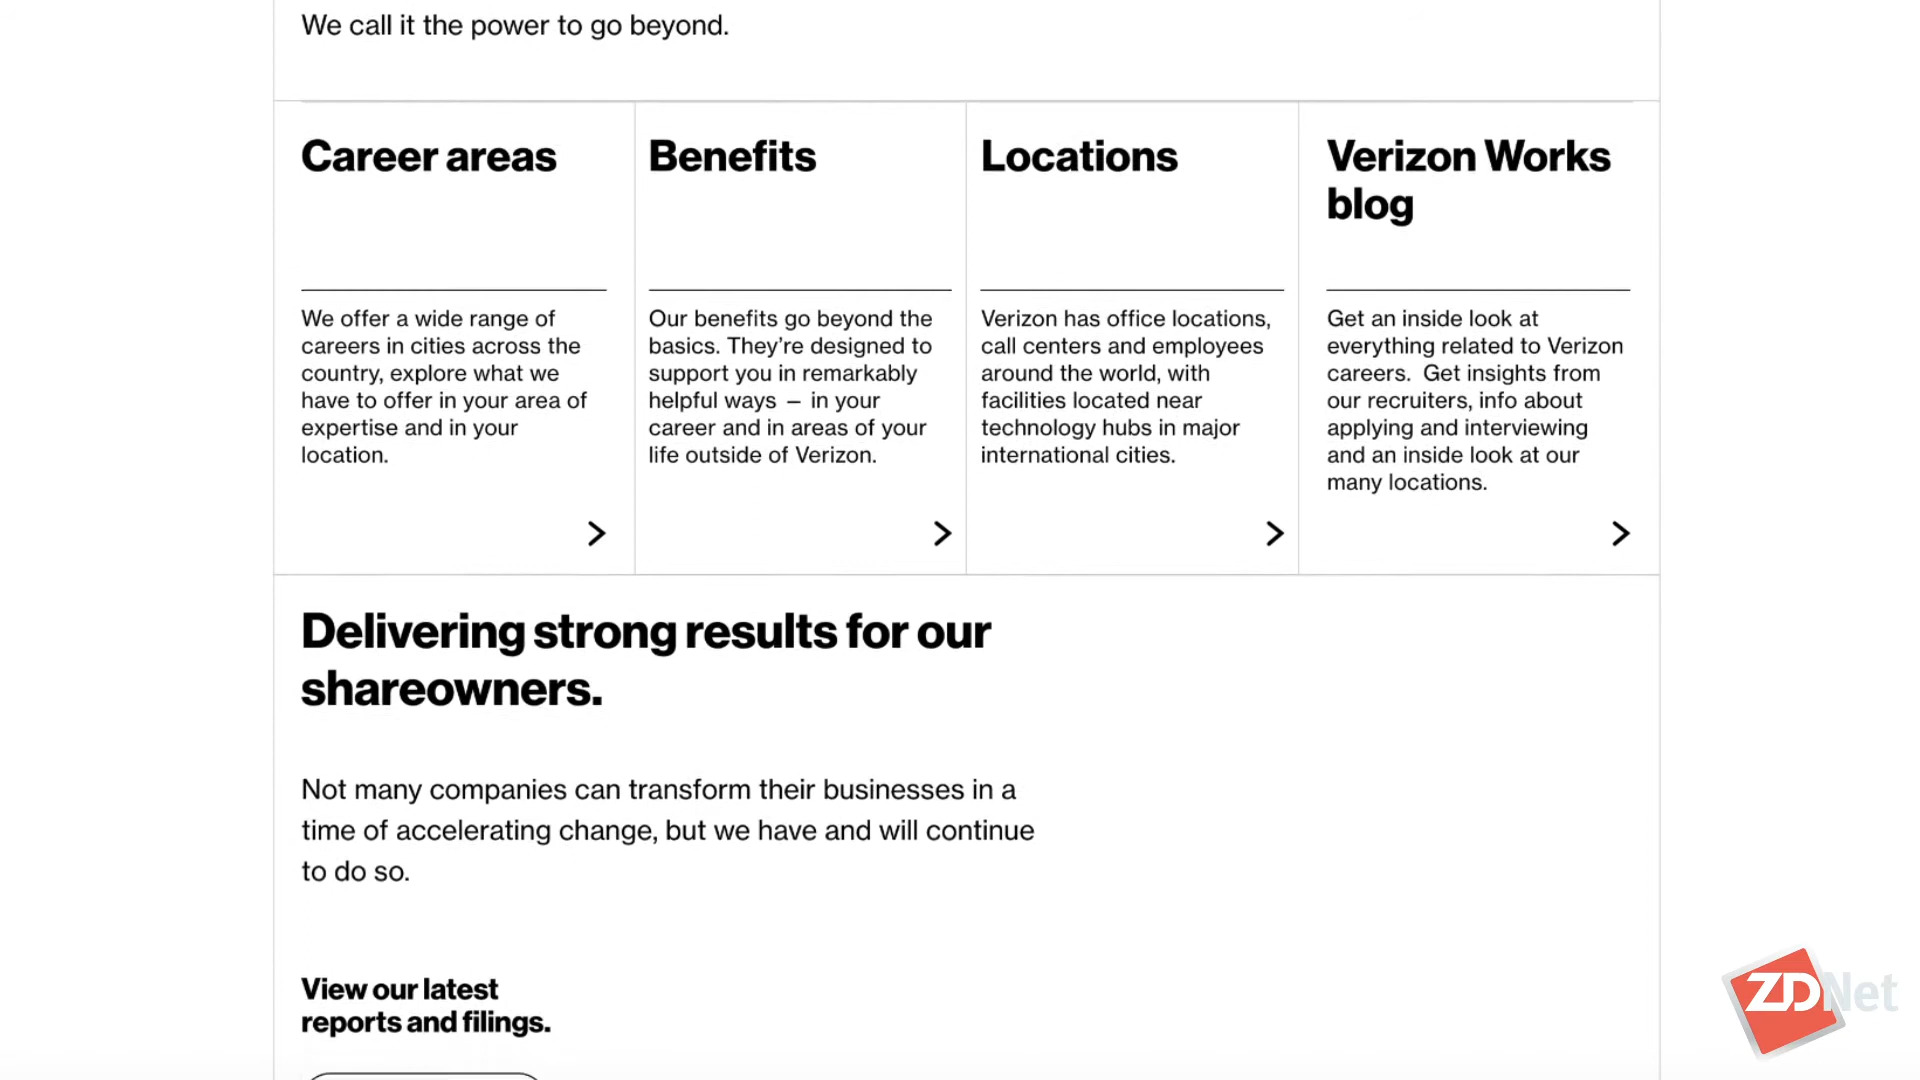 We call it the power to go beyond.
Career areas
We offer a wide range of
careers in cities across the
country, explore what we
have to offer in your area of
expertise and in your
location.
Benefits
Our benefits go beyond the
basics. They’re designed to
support you in remarkably
helpful ways – in your
career and in areas of your
life outside of Verizon.
Locations
Verizon has office locations,
call centers and employees
around the world, with
facilities located near
technology hubs in major
international cities.
Verizon Works
blog
Get an inside look at
everything related to Verizon
careers.  Get insights from
our recruiters, info about
applying and interviewing
and an inside look at our
many locations.
Delivering strong results for our
shareowners.
Not many companies can transform their businesses in a
time of accelerating change, but we have and will continue
to do so.
View our latest
reports and filings.
ZDNet